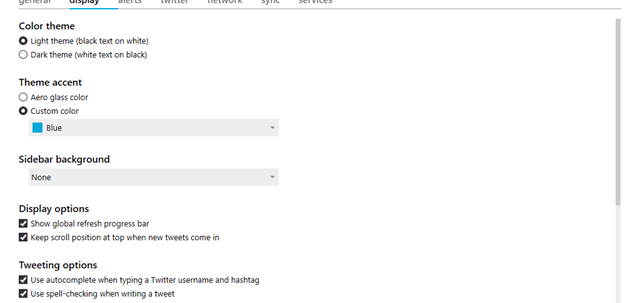 general display alerts twitter network sync services
Color theme
Light theme (black text on white)
Dark theme (white text on black)
Theme accent
Aero glass color
Custom color
Blue
Sidebar background
None
Display options
Show global refresh progress bar
Keep scroll position at top when new tweets come in
Tweeting options
Use autocomplete when typing a Twitter username and hashtag
Use spell-checking when writing a tweet